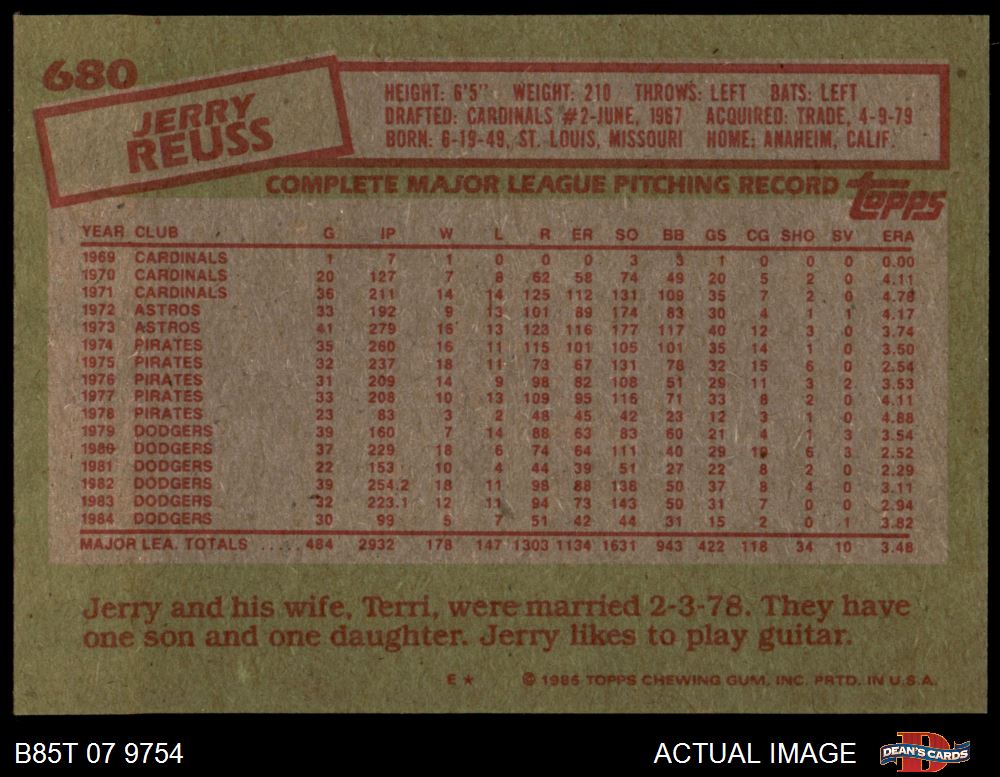 680
JERRY
REUSS
HEIGHT: 6'5" WEIGHT: 210 THROWS: LEFT BATS: LEFT
DRAFTED: CARDINALS #2-JUNE, 1967 ACQUIRED: TRADE, 4-9-79
BORN: 6-19-49, ST. LOUIS, MISSOURI HOME: ANAHEIM, CALIF.
COMPLETE MAJOR LEAGUE PITCHING RECORD topps
YEAR CLUB G IP W L R ER SO BB GS CG SHO SV ERA
1969 CARDINALS 1 7 1 0 0 0 3 3 1 0 0 0 0.00
1970 CARDINALS 20 127 7 8 62 58 74 49 20 5 2 0 4.11
1971 CARDINALS 36 211 14 14 125 112 131 109 35 7 2 0 4.78
1972 ASTROS 33 192 9 13 101 89 174 83 30 4 1 1 4.17
1973 ASTROS 41 279 16 13 123 116 177 117 40 12 3 0 3.74
1974 PIRATES 35 260 16 11 115 101 105 101 35 14 1 0 3.50
1975 PIRATES 32 237 18 11 73 67 131 78 32 15 6 0 2.54
1976 PIRATES 31 209 14 9 98 82 108 51 29 11 3 2 3.53
1977 PIRATES 33 208 10 13 109 95 116 71 33 8 2 0 4.11
1978 PIRATES 23 83 3 2 48 45 42 23 12 3 1 0 4.88
1979 DODGERS 39 160 7 14 88 63 83 60 21 4 1 3 3.54
1980 DODGERS 37 229 18 6 74 64 111 40 29 10 6 3 2.52
1981 DODGERS 22 153 10 4 44 39 51 27 22 8 2 0 2.29
1982 DODGERS 39 254.2 18 11 98 88 138 50 37 8 4 0 3.11
1983 DODGERS 32 223.1 12 11 94 73 143 50 31 7 0 0 2.94
1984 DODGERS 30 99 5 7 51 42 44 31 15 2 0 1 3.82
MAJOR LEA. TOTALS ..... 484 2932 178 147 1303 1134 1631 943 422 118 34 10 3.48
Jerry and his wife, Terri, were married 2-3-78. They have
one son and one daughter. Jerry likes to play guitar.
E ★ © 1985 TOPPS CHEWING GUM, INC. PRTD. IN U.S.A.
B85T 07 9754 ACTUAL IMAGE D DEAN'S CARDS